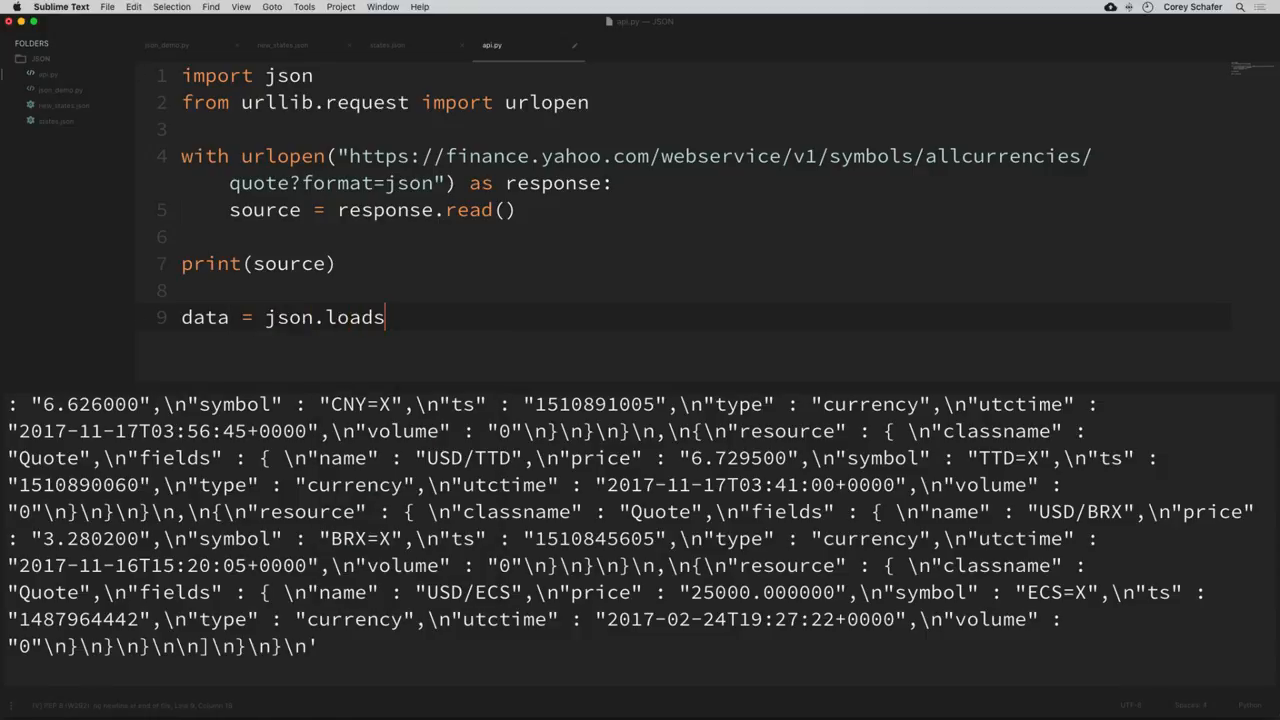 Sublime Text File Edit Selection Find View Goto Tools Project Window Help Corey Schafer
api.py — JSON
FOLDERS
JSON
api.py
json_demo.py
new_states.json
states.json
json_demo.py new_states.json states.json api.py
1 import json
2 from urllib.request import urlopen
3
4 with urlopen("https://finance.yahoo.com/webservice/v1/symbols/allcurrencies/
quote?format=json") as response:
5 source = response.read()
6
7 print(source)
8
9 data = json.loads
: "6.626000",\n"symbol" : "CNY=X",\n"ts" : "1510891005",\n"type" : "currency",\n"utctime" :
"2017-11-17T03:56:45+0000",\n"volume" : "0"\n}\n}\n}\n,\n{\n"resource" : { \n"classname" :
"Quote",\n"fields" : { \n"name" : "USD/TTD",\n"price" : "6.729500",\n"symbol" : "TTD=X",\n"ts" :
"1510890060",\n"type" : "currency",\n"utctime" : "2017-11-17T03:41:00+0000",\n"volume" :
"0"\n}\n}\n}\n,\n{\n"resource" : { \n"classname" : "Quote",\n"fields" : { \n"name" : "USD/BRX",\n"price"
: "3.280200",\n"symbol" : "BRX=X",\n"ts" : "1510845605",\n"type" : "currency",\n"utctime" :
"2017-11-16T15:20:05+0000",\n"volume" : "0"\n}\n}\n}\n,\n{\n"resource" : { \n"classname" :
"Quote",\n"fields" : { \n"name" : "USD/ECS",\n"price" : "25000.000000",\n"symbol" : "ECS=X",\n"ts" :
"1487964442",\n"type" : "currency",\n"utctime" : "2017-02-24T19:27:22+0000",\n"volume" :
"0"\n}\n}\n}\n\n]\n}\n}\n'
no newline at end of file, Line 9, Column 18 UTF-8 Python